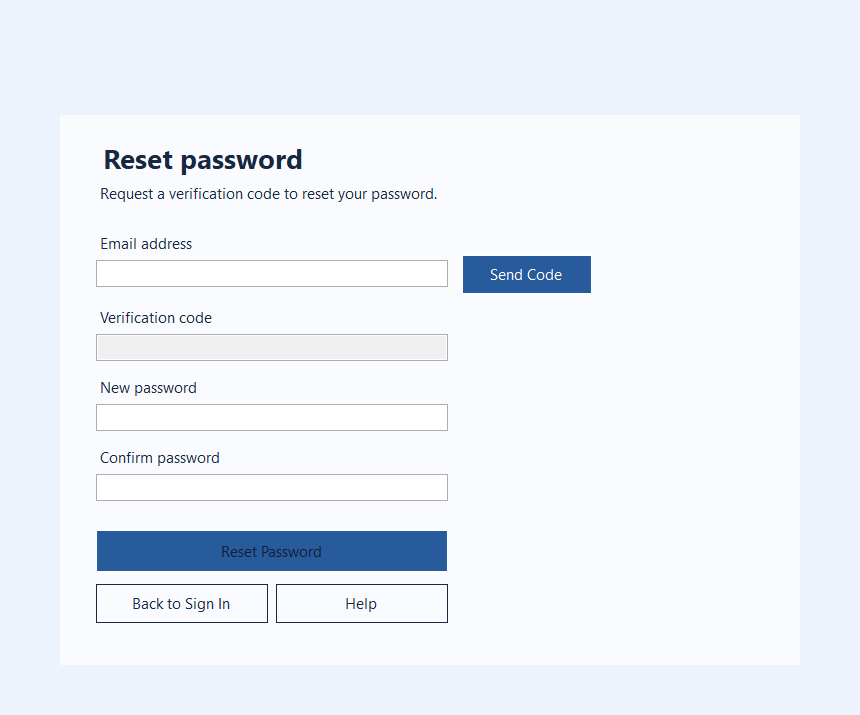 Reset password
Request a verification code to reset your password.
Email address
Send Code
Verification code
New password
Confirm password
Reset Password
Back to Sign In
Help